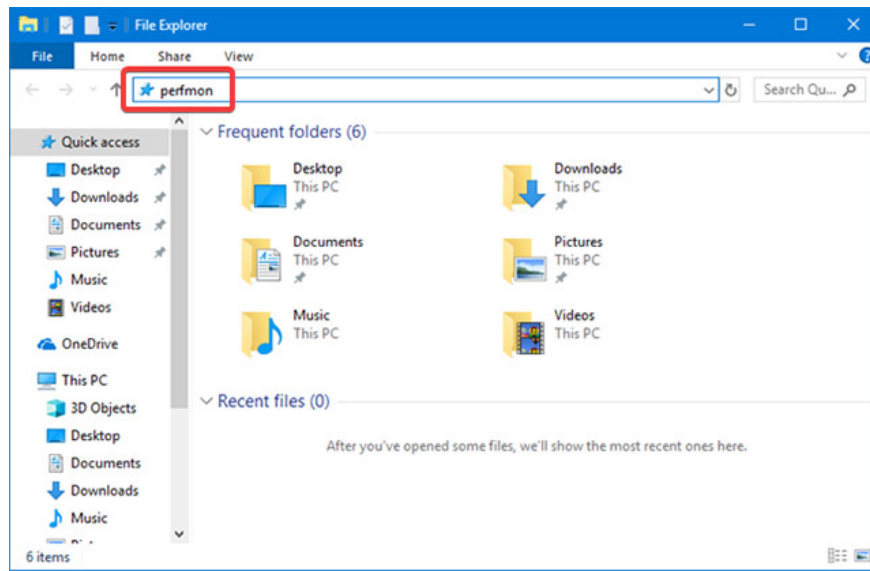 File Explorer
File Home Share View
perfmon
Search Qu...
Quick access
Desktop
Downloads
Documents
Pictures
Music
Videos
OneDrive
This PC
3D Objects
Desktop
Documents
Downloads
Music
Frequent folders (6)
Desktop
This PC
Downloads
This PC
Documents
This PC
Pictures
This PC
Music
This PC
Videos
This PC
Recent files (0)
After you've opened some files, we'll show the most recent ones here.
6 items